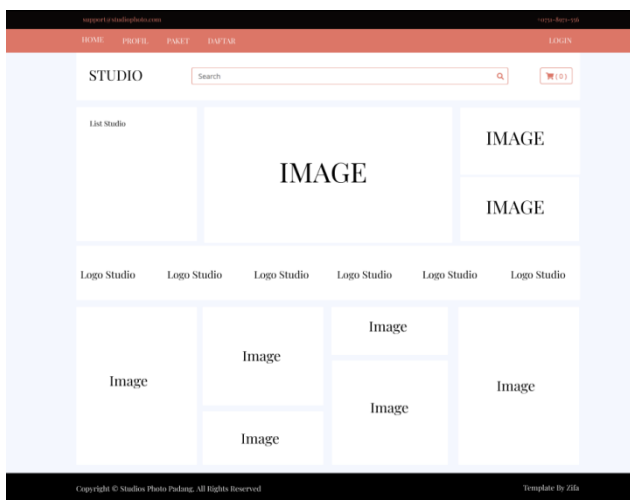 support@studiophoto.com +0751-8971-556
HOME PROFIL PAKET DAFTAR LOGIN
STUDIO Search ( 0 )
List Studio
IMAGE
IMAGE
IMAGE
Logo Studio Logo Studio Logo Studio Logo Studio Logo Studio Logo Studio
Image
Image
Image
Image
Image
Image
Copyright © Studios Photo Padang. All Rights Reserved Template By Zifa